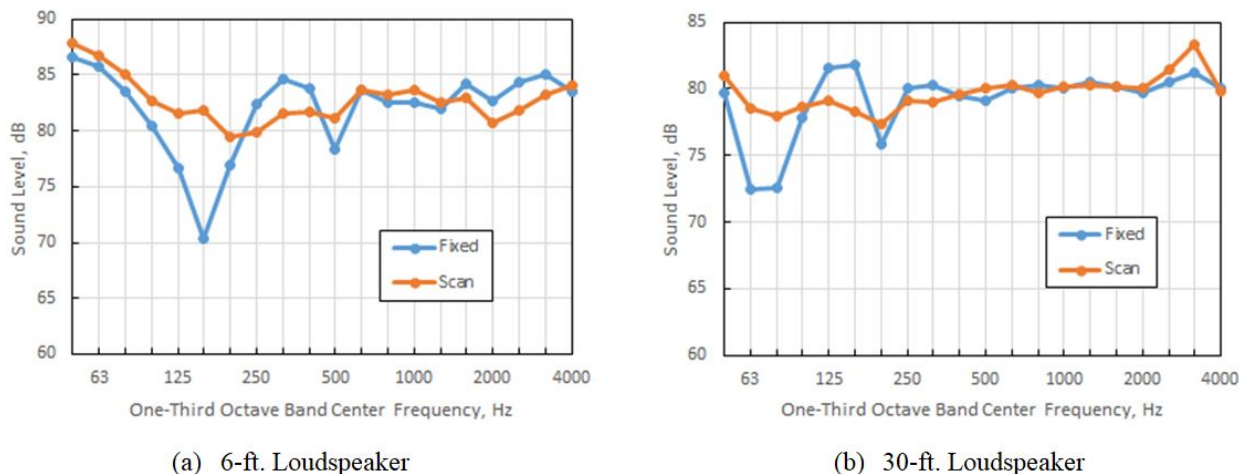 90
85
80
75
70
65
60
Sound Level, dB
Fixed
Scan
63 125 250 500 1000 2000 4000
One-Third Octave Band Center Frequency, Hz
(a) 6-ft. Loudspeaker
85
80
75
70
65
60
Sound Level, dB
Fixed
Scan
63 125 250 500 1000 2000 4000
One-Third Octave Band Center Frequency, Hz
(b) 30-ft. Loudspeaker